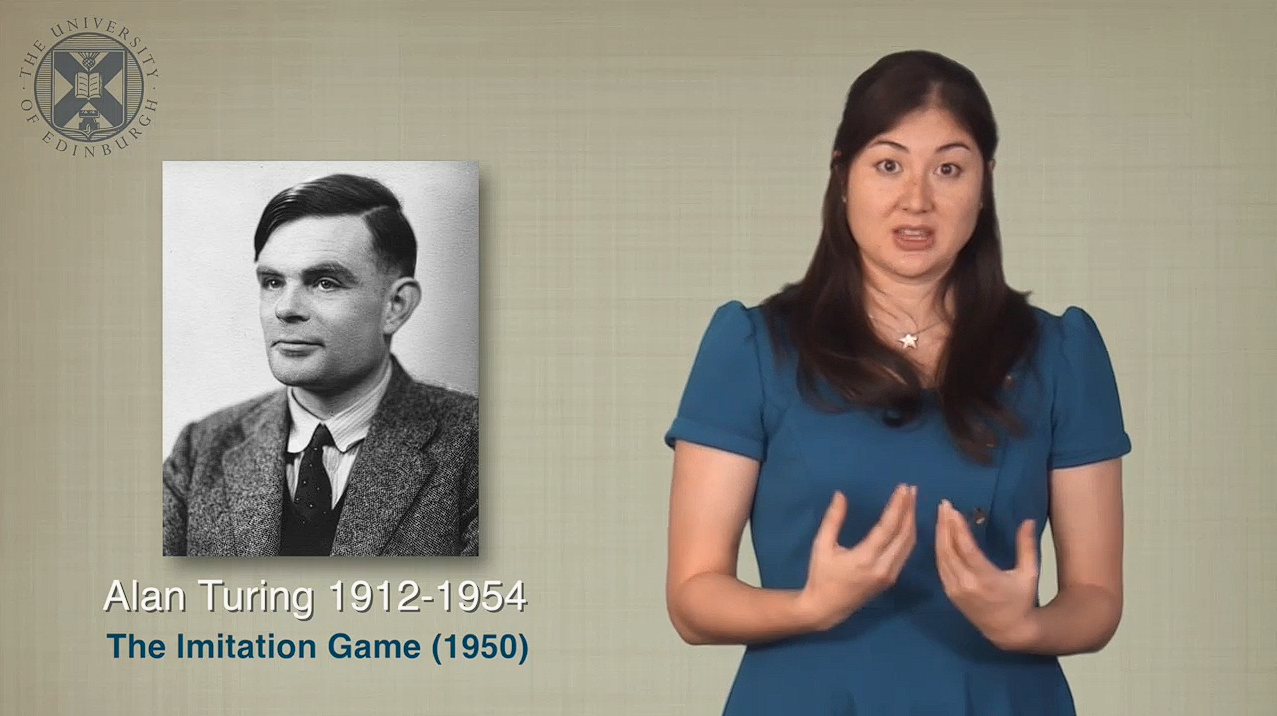 THE UNIVERSITY
OF EDINBURGH
Alan Turing 1912-1954
The Imitation Game (1950)